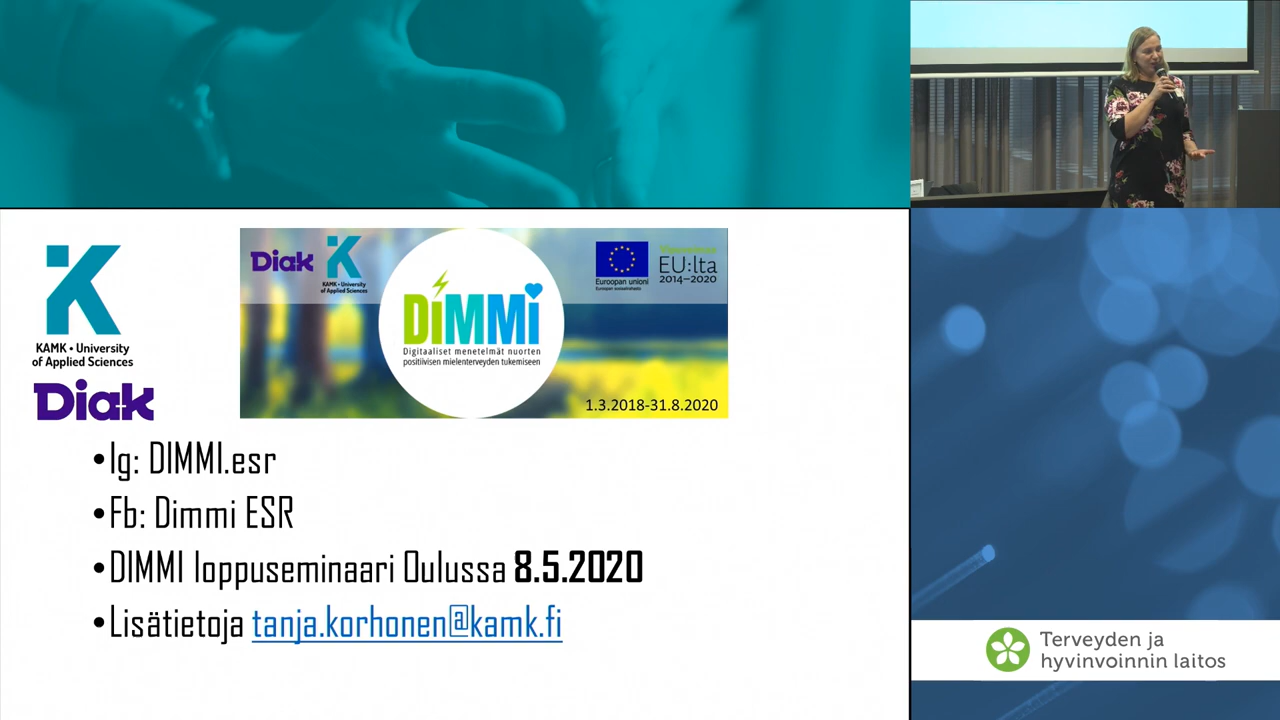 KAMK • University
of Applied Sciences
Diak
Diak
KAMK • University
of Applied Sciences
DiMMi
Digitaaliset menetelmät nuorten
positiivisen mielenterveyden tukemiseen
Euroopan unioni
Euroopan sosiaalirahasto
EU:lta
2014–2020
1.3.2018-31.8.2020
•Ig: DIMMI.esr
•Fb: Dimmi ESR
•DIMMI loppuseminaari Oulussa 8.5.2020
•Lisätietoja tanja.korhonen@kamk.fi
Terveyden ja
hyvinvoinnin laitos